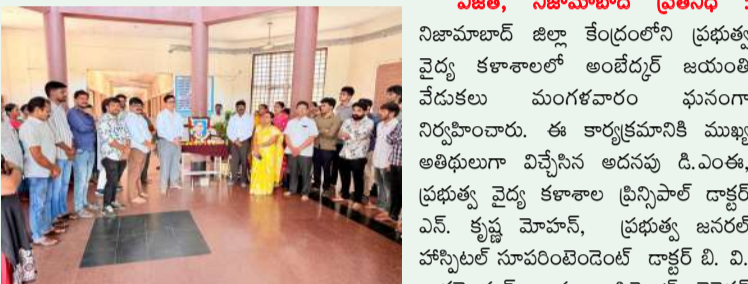 విజేత, నిజామాబాద్ ప్రతినిధి :
నిజామాబాద్ జిల్లా కేంద్రంలోని ప్రభుత్వ
వైద్య కళాశాలలో అంబేద్కర్ జయంతి
వేడుకలు మంగళవారం ఘనంగా
నిర్వహించారు. ఈ కార్యక్రమానికి ముఖ్య
అతిథులుగా విచ్చేసిన అదనపు డి.ఎంఈ,
ప్రభుత్వ వైద్య కళాశాల ప్రిన్సిపాల్ డాక్టర్
ఎన్. కృష్ణ మోహన్, ప్రభుత్వ జనరల్
హాస్పిటల్ సూపరింటెండెంట్ డాక్టర్ బి. వి.